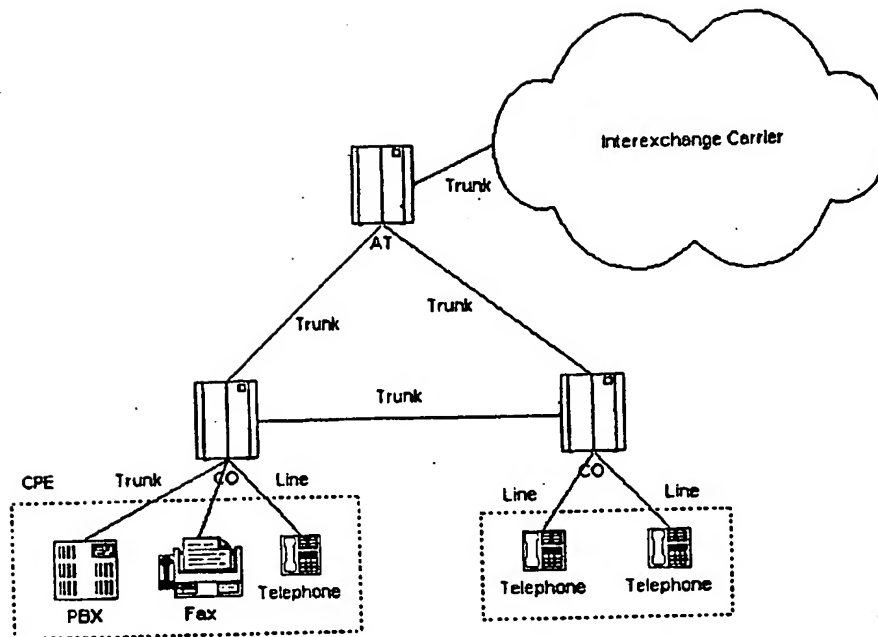 Interexchange Carrier
Trunk
AT
Trunk
Trunk
Trunk
CPE
Trunk
CO
Line
Line
CO
Line
PBX
Fax
Telephone
Telephone
Telephone